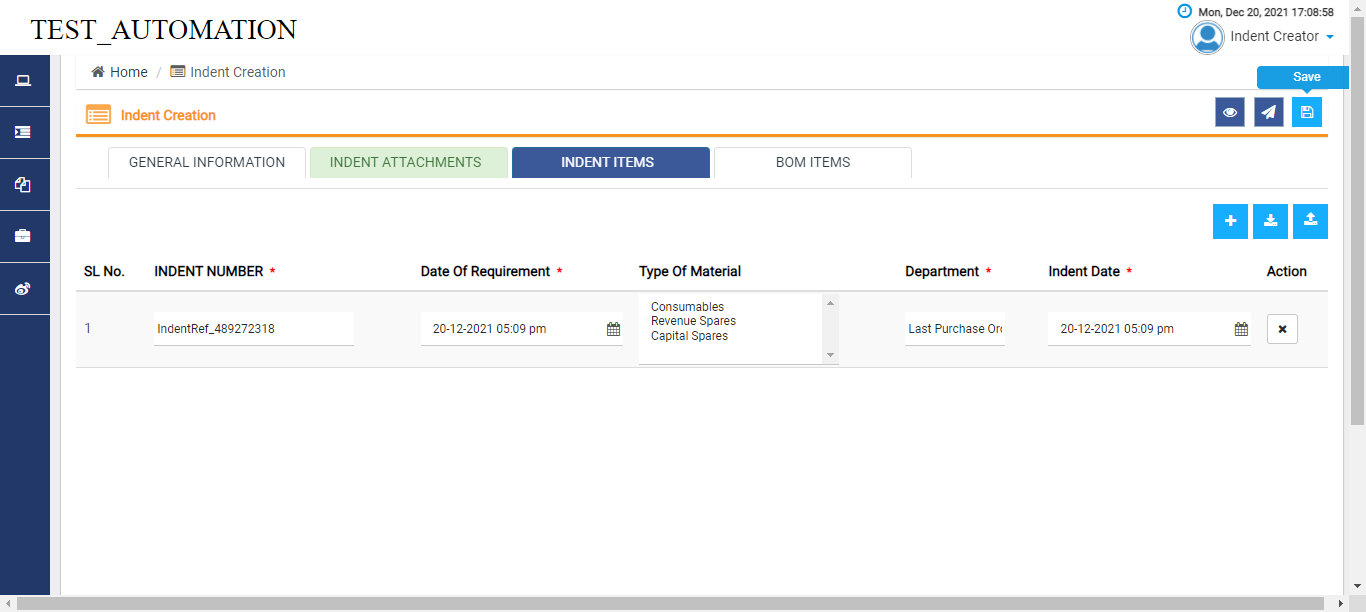 Mon, Dec 20, 2021 17:08:58
TEST_AUTOMATION
Indent Creator
Home / Indent Creation
Save
Indent Creation
GENERAL INFORMATION INDENT ATTACHMENTS INDENT ITEMS BOM ITEMS
SL No. INDENT NUMBER * Date Of Requirement * Type Of Material Department * Indent Date * Action
Consumables
Revenue Spares
1 IndentRef_489272318 20-12-2021 05:09 pm Last Purchase Ord 20-12-2021 05:09 pm
Capital Spares